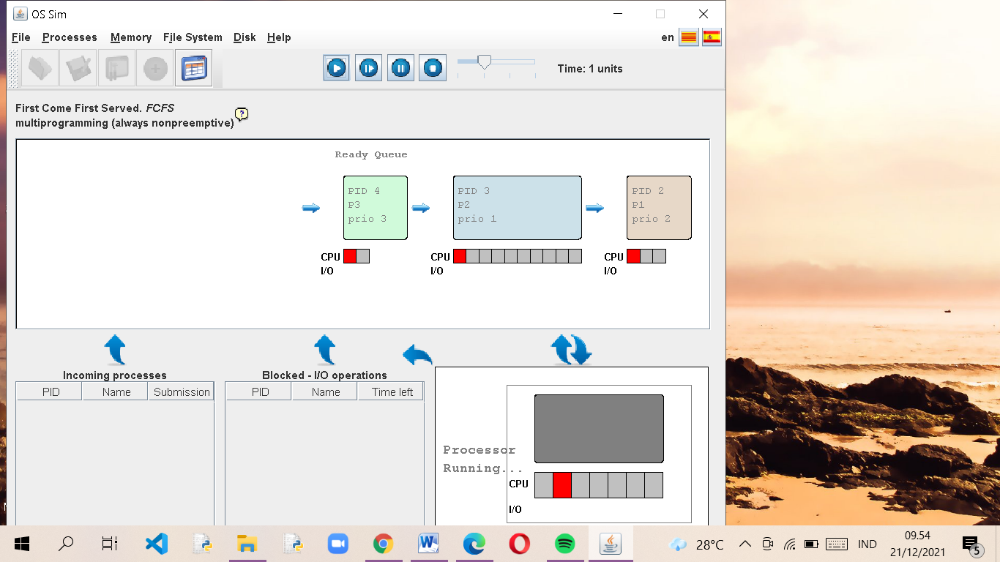 OS Sim
File Processes Memory File System Disk Help en
Time: 1 units
First Come First Served. FCFS
multiprogramming (always nonpreemptive) ?
Ready Queue
PID 4 PID 3 PID 2
P3 P2 P1
prio 3 prio 1 prio 2
CPU CPU CPU
I/O I/O I/O
Incoming processes Blocked - I/O operations
PID Name Submission PID Name Time left
Processor
Running...
CPU
I/O
28°C IND 09.54
21/12/2021 5